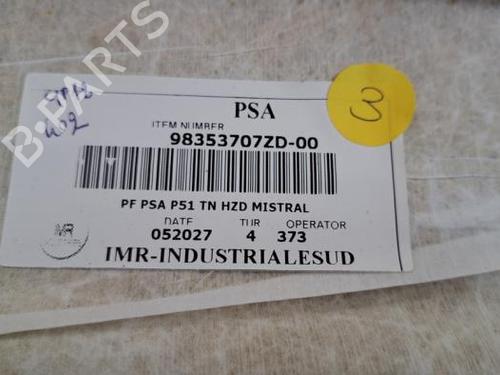 PSA
3
ITEM NUMBER
98353707ZD-00
PF PSA P51 TN HZD MISTRAL
DATE TUR OPERATOR
052027 4 373
IMR
IMR-INDUSTRIALESUD
B-PARTS